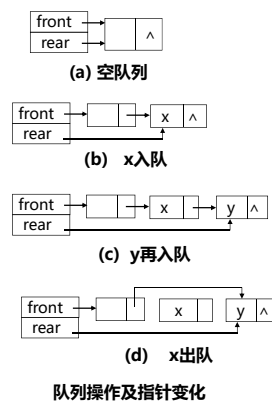 front
rear
∧
(a) 空队列
front
rear
x ∧
(b) x入队
front
rear
x y ∧
(c) y再入队
front
rear
x y ∧
(d) x出队
队列操作及指针变化